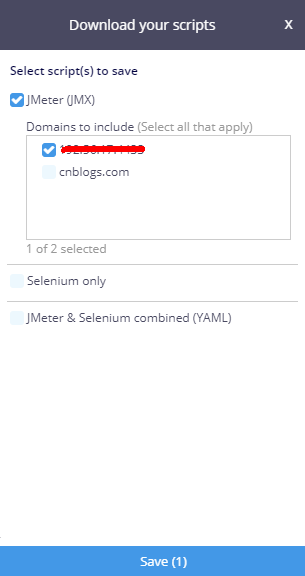 Download your scripts X
Select script(s) to save
JMeter (JMX)
Domains to include (Select all that apply)
cnblogs.com
1 of 2 selected
Selenium only
JMeter & Selenium combined (YAML)
Save (1)